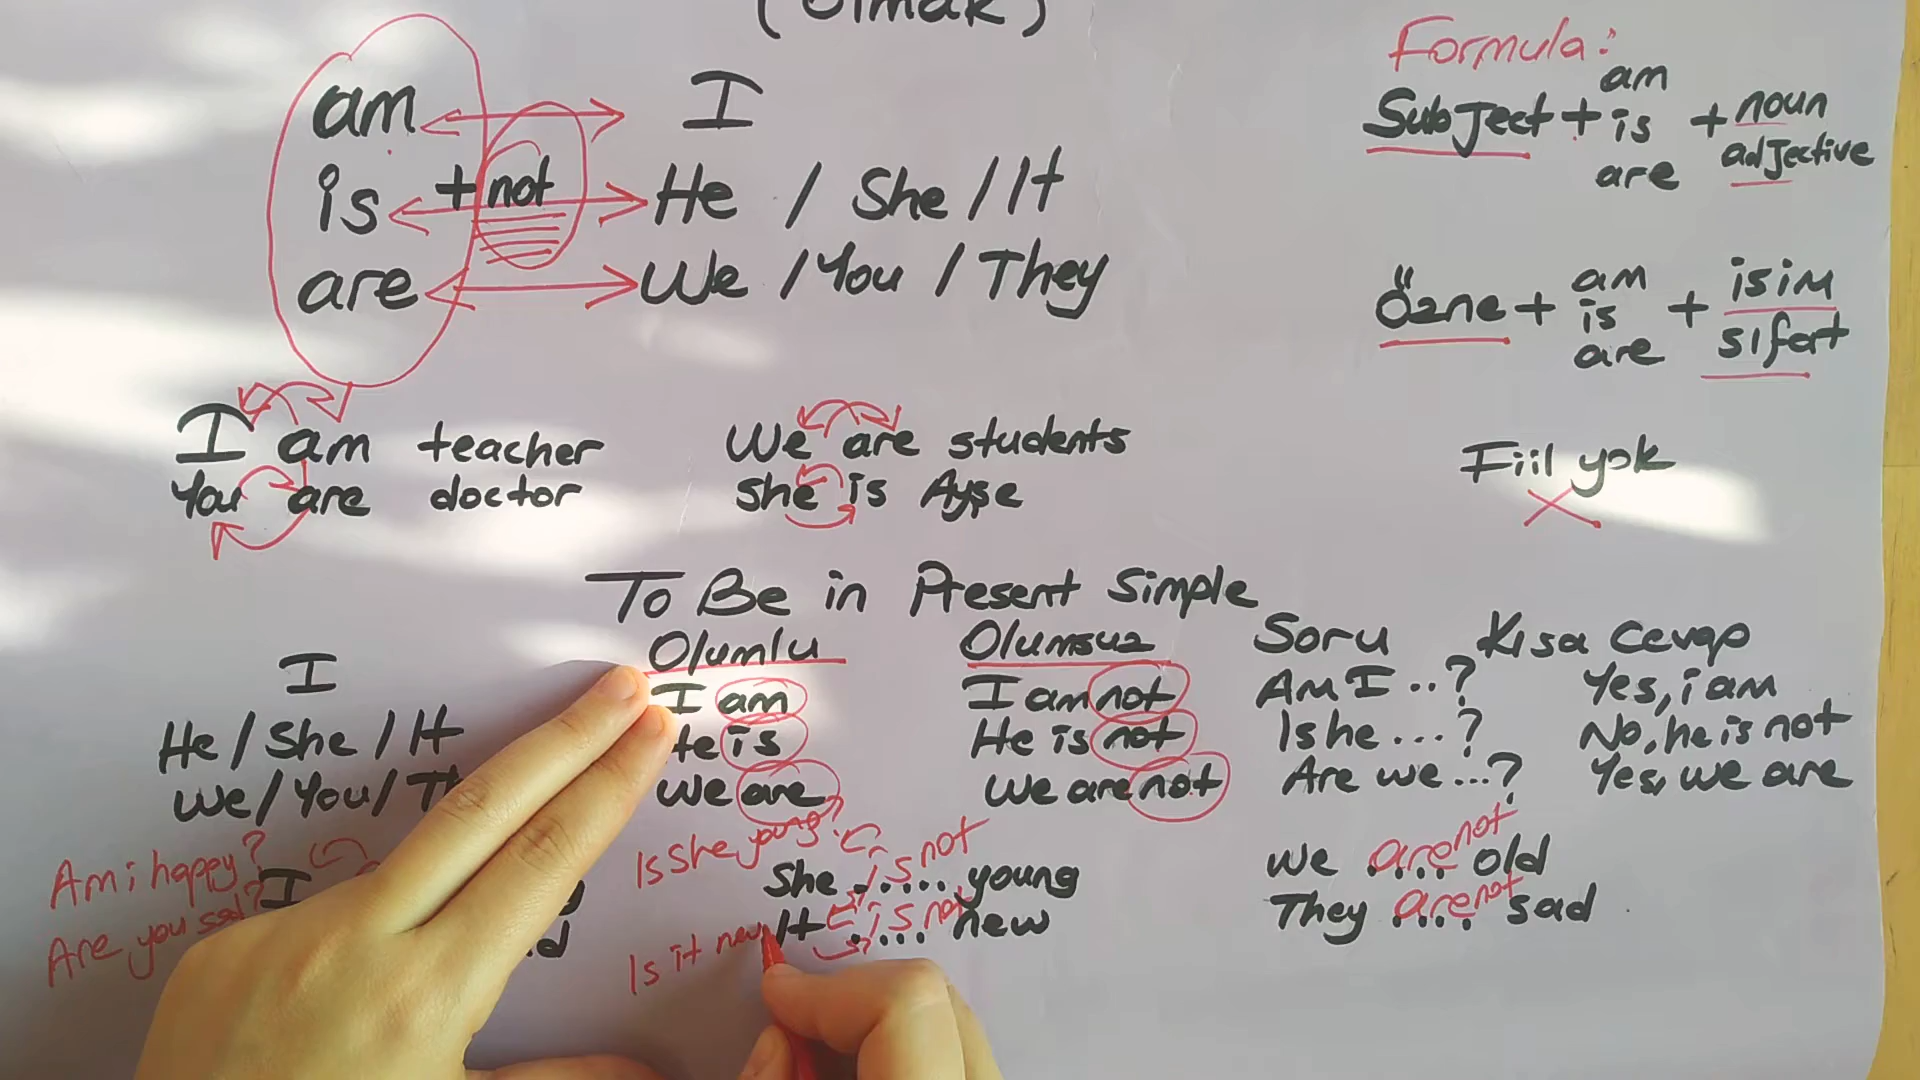 (Olmak)
am ↔ I
is + not ↔ He / She / It
are ↔ We / You / They
Formula:
Subject + am is are + noun adjective
Özne + am is are + isim sıfart
Fiil yok
I am teacher
You are doctor
We are students
She is Ayşe
To Be in Present Simple
I
He / She / It
We / You /
Olumlu
I am
He is
We are
Olumsuz
I am not
He is not
We are not
Soru
Am I ..?
Is he ...?
Are we ...?
Kısa Cevap
Yes, i am
No, he is not
Yes, we are
Am i happy?
Are you sad?
I
Is She young?
She is not young
Is it new
It is not new
We are not old
They are not sad